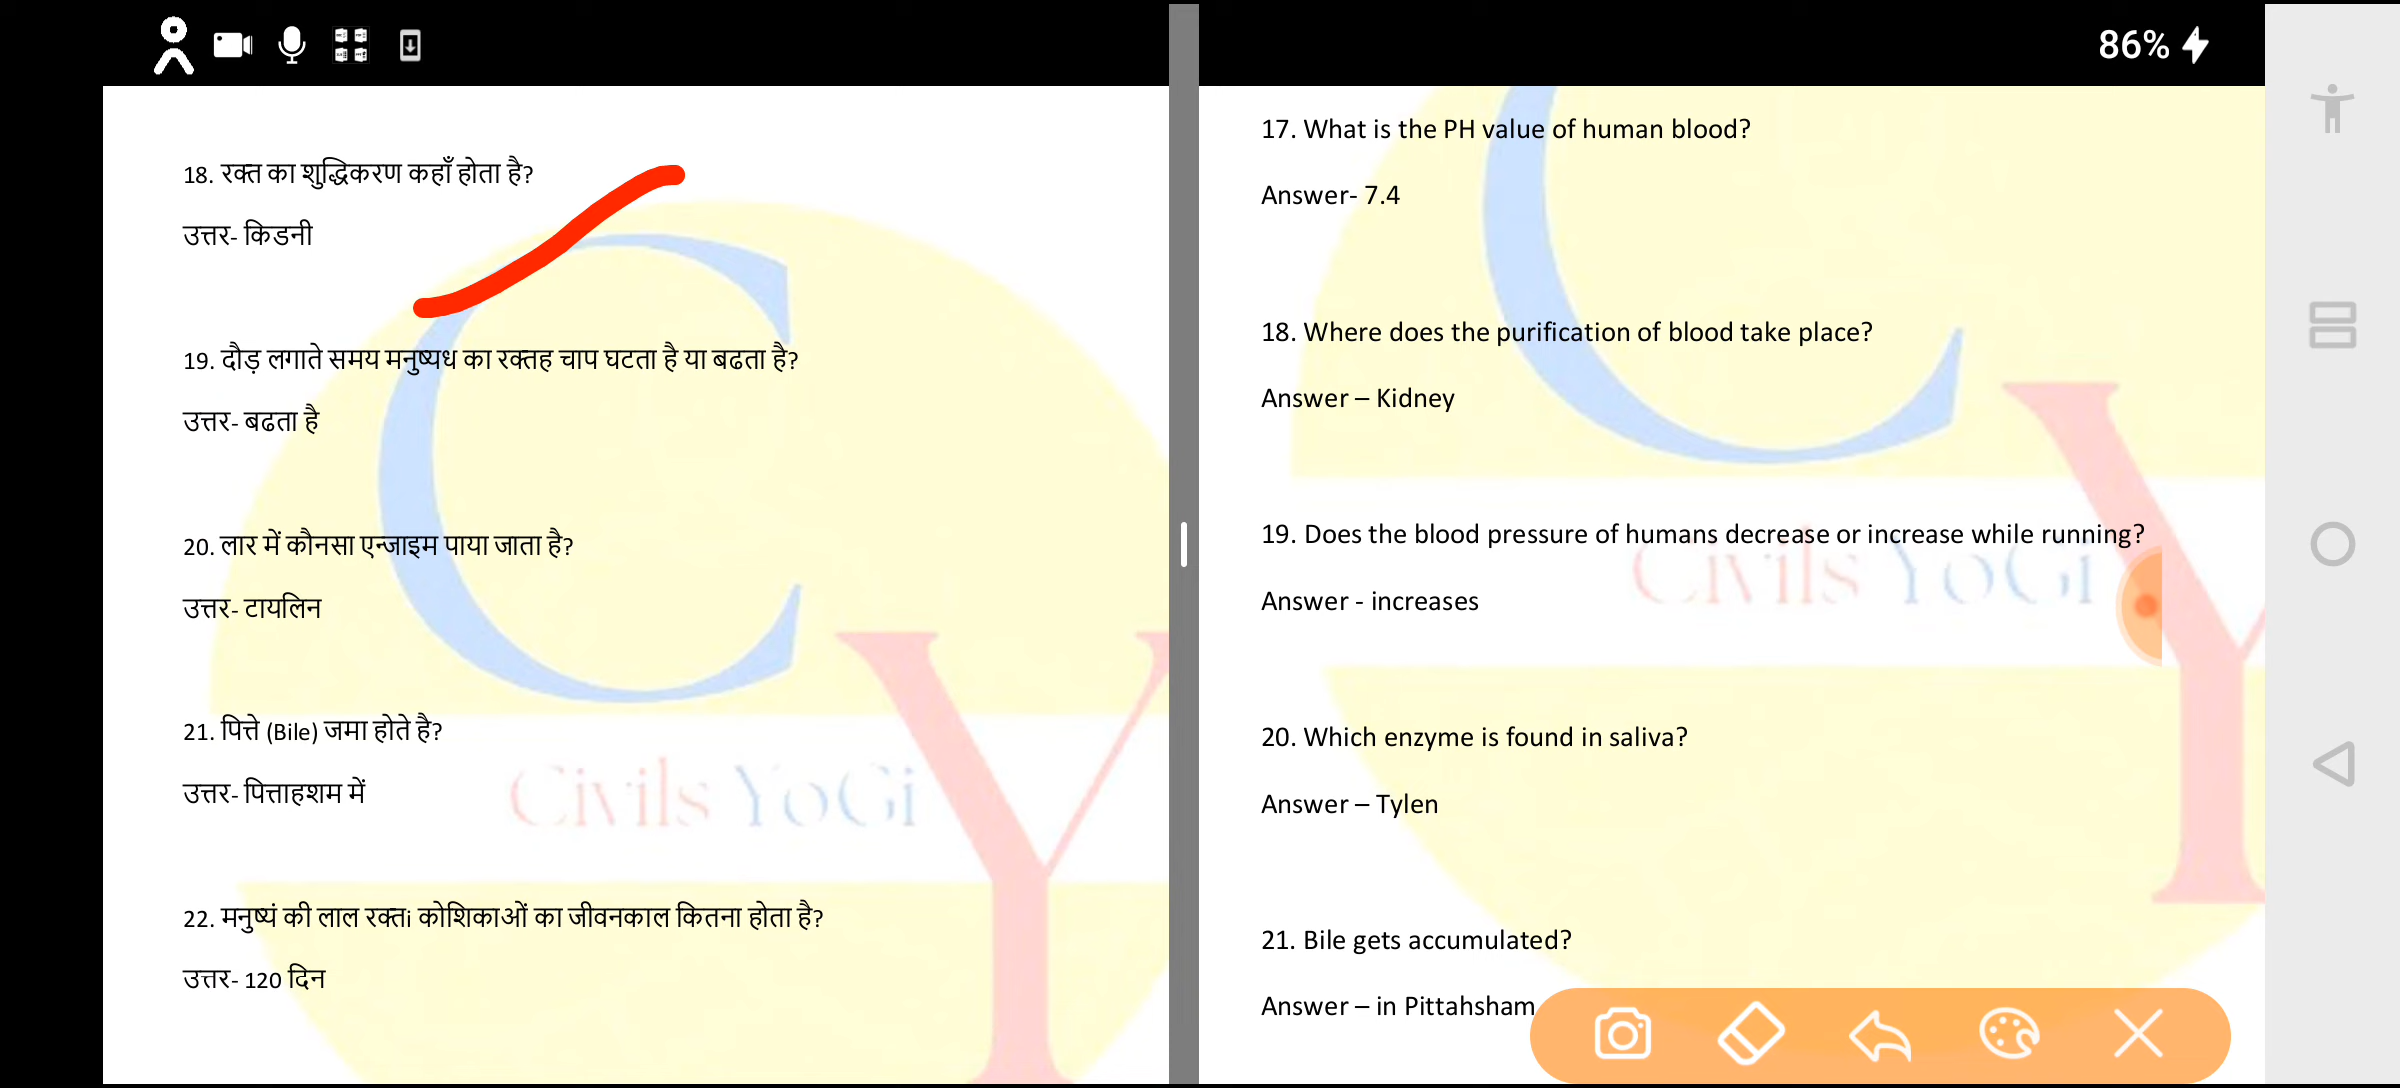 86%
18. रक्त का शुद्धिकरण कहाँ होता है?
उत्तर- किडनी
19. दौड़ लगाते समय मनुष्यध का रक्तह चाप घटता है या बढता है?
उत्तर- बढता है
20. लार में कौनसा एन्जाइम पाया जाता है?
उत्तर- टायलिन
21. पित्ते (Bile) जमा होते है?
उत्तर- पित्ताहशम में
22. मनुष्यं की लाल रक्तi कोशिकाओं का जीवनकाल कितना होता है?
उत्तर- 120 दिन
CY
Civils YoGi
17. What is the PH value of human blood?
Answer- 7.4
18. Where does the purification of blood take place?
Answer – Kidney
19. Does the blood pressure of humans decrease or increase while running?
Answer - increases
20. Which enzyme is found in saliva?
Answer – Tylen
21. Bile gets accumulated?
Answer – in Pittahsham
CY
Civils YoGi